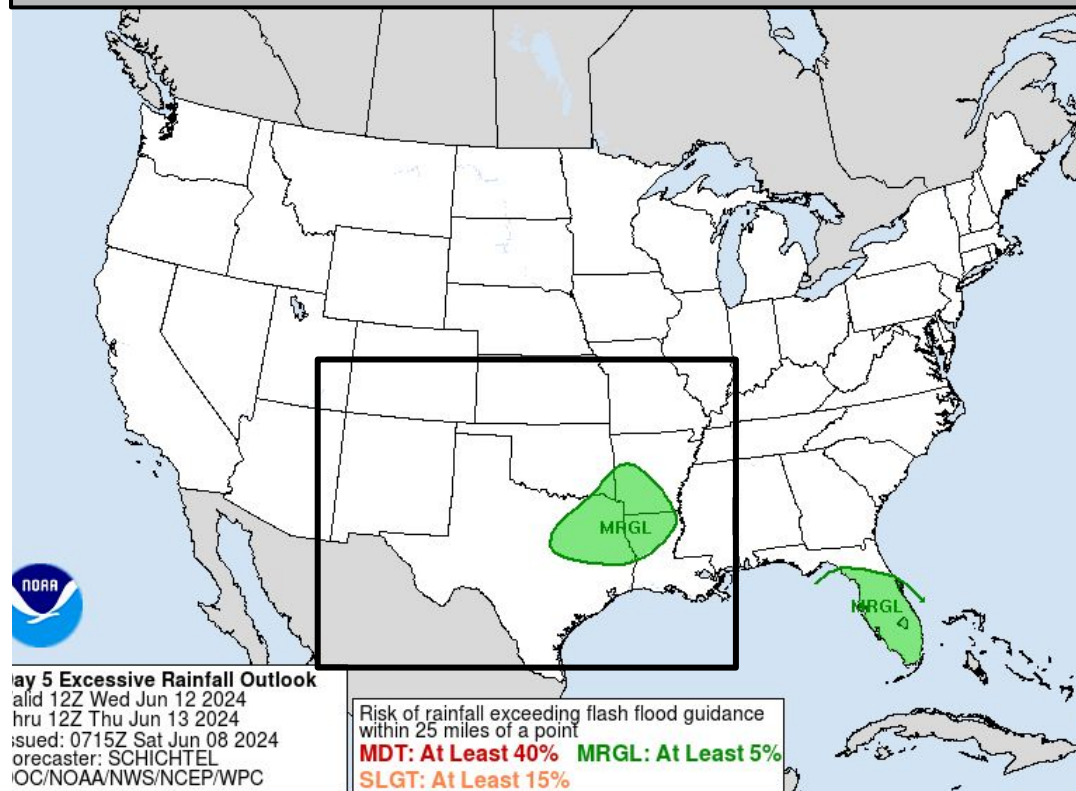 MRGL
MRGL
NOAA
ay 5 Excessive Rainfall Outlook
alid 12Z Wed Jun 12 2024
hru 12Z Thu Jun 13 2024
ssued: 0715Z Sat Jun 08 2024
orecaster: SCHICHTEL
DOC/NOAA/NWS/NCEP/WPC
Risk of rainfall exceeding flash flood guidance
within 25 miles of a point
MDT: At Least 40% MRGL: At Least 5%
SLGT: At Least 15%